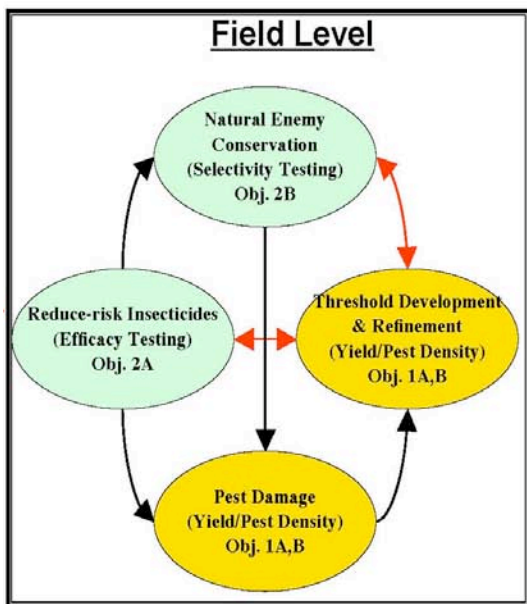 Field Level
Natural Enemy
Conservation
(Selectivity Testing)
Obj. 2B
Reduce-risk Insecticides
(Efficacy Testing)
Obj. 2A
Threshold Development
& Refinement
(Yield/Pest Density)
Obj. 1A,B
Pest Damage
(Yield/Pest Density)
Obj. 1A,B